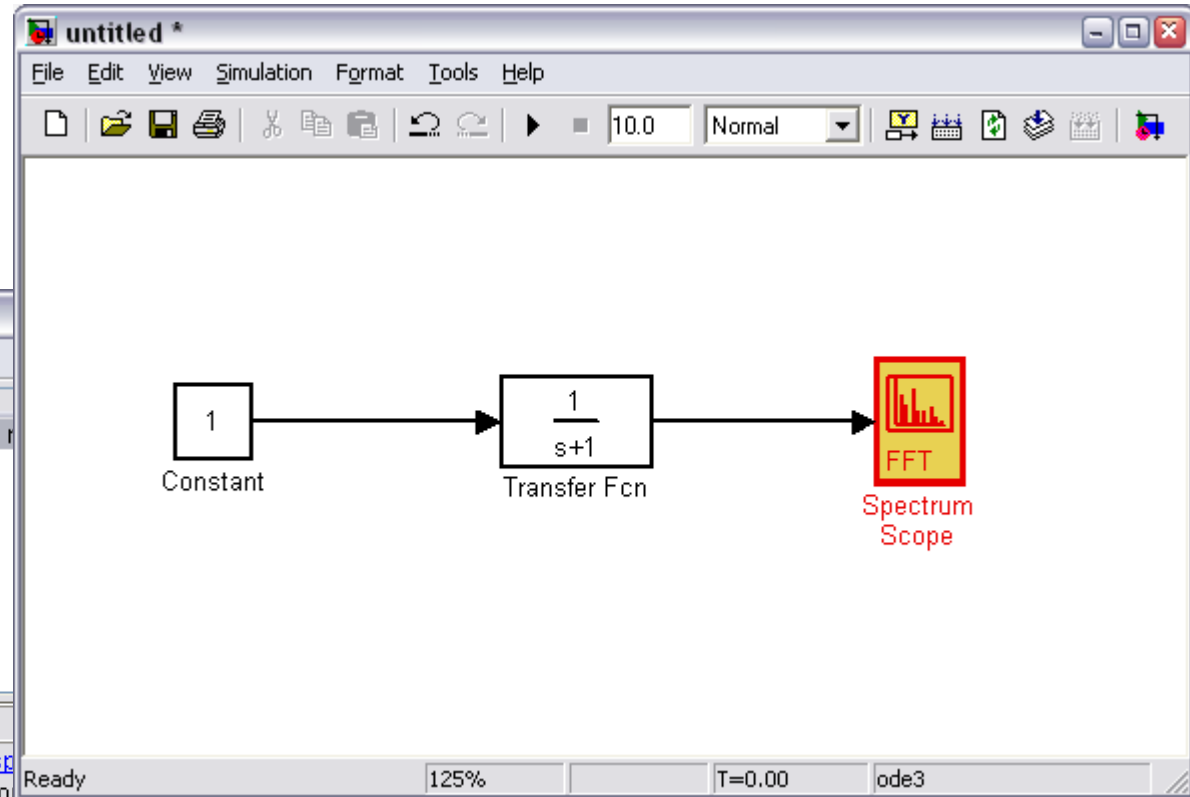 untitled *
File Edit View Simulation Format Tools Help
10.0 Normal
1
Constant
1
s+1
Transfer Fcn
FFT
Spectrum
Scope
Ready 125% T=0.00 ode3